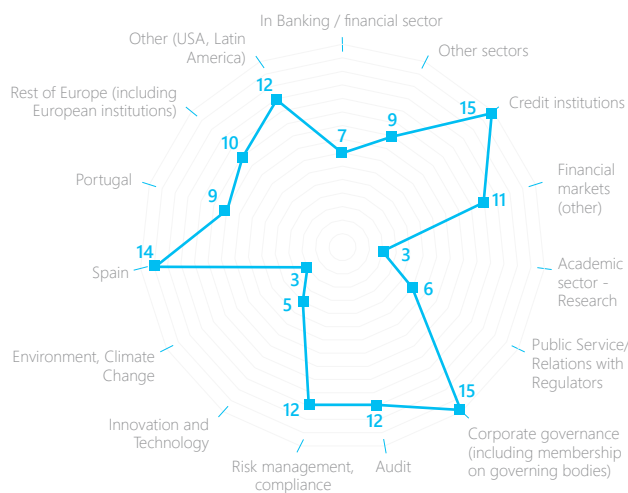 In Banking / financial sector
7
Other sectors
9
Credit institutions
15
Financial
markets
(other)
11
Academic
sector -
Research
3
Public Service/
Relations with
Regulators
6
Corporate governance
(including membership
on governing bodies)
15
Audit
12
Risk management,
compliance
12
Innovation and
Technology
5
Environment, Climate
Change
3
Spain
14
Portugal
9
Rest of Europe (including
European institutions)
10
Other (USA, Latin
America)
12